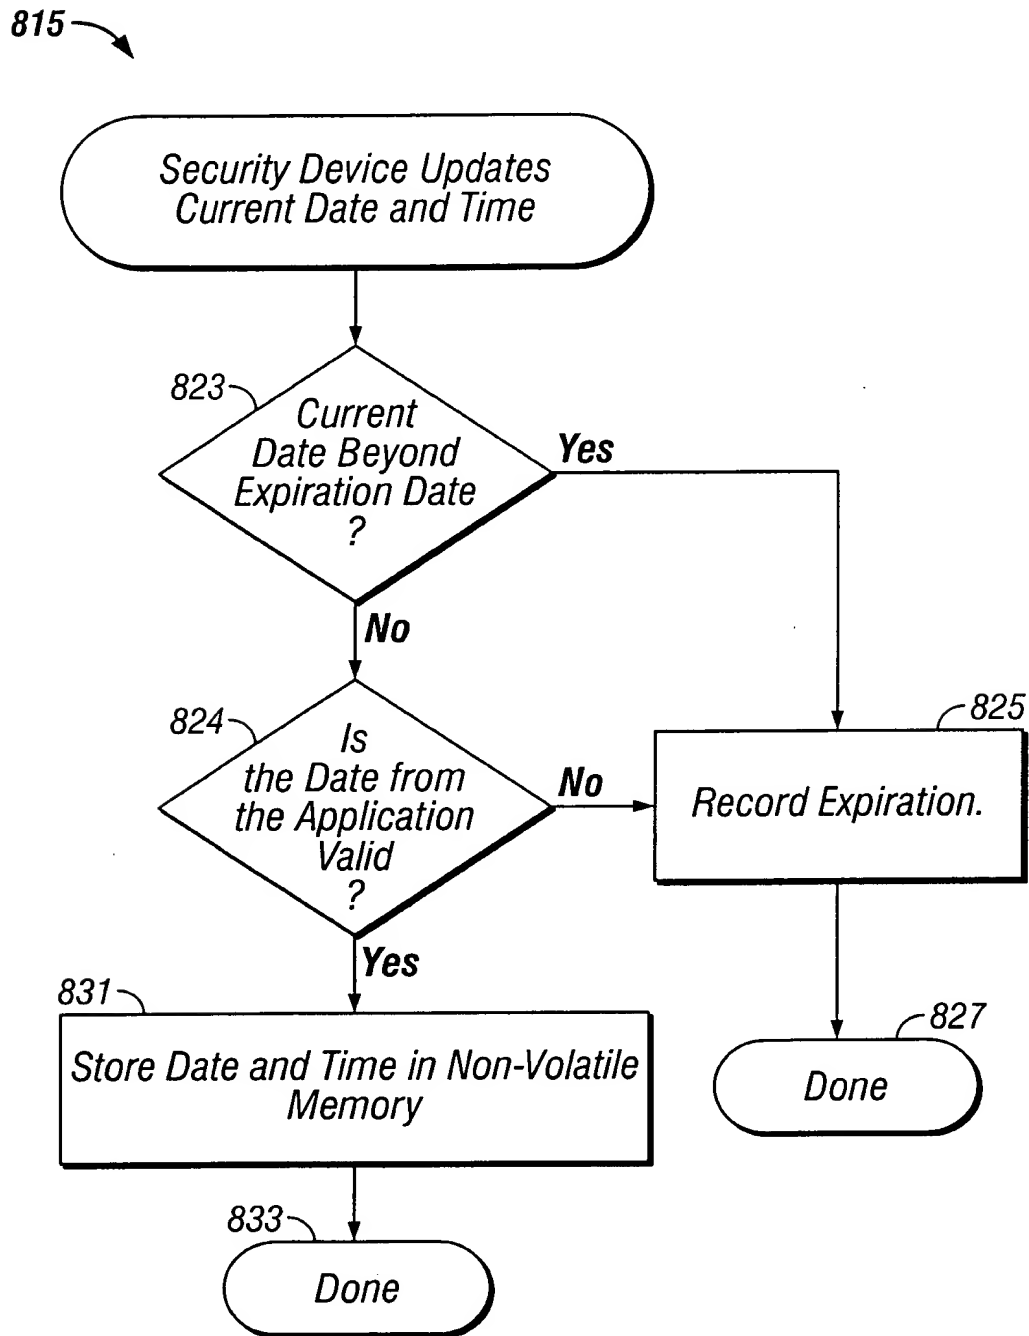 815
Security Device Updates
Current Date and Time
823
Current
Date Beyond
Expiration Date
?
Yes
No
824
Is
the Date from
the Application
Valid
?
No
825
Record Expiration.
Yes
831
Store Date and Time in Non-Volatile
Memory
827
Done
833
Done